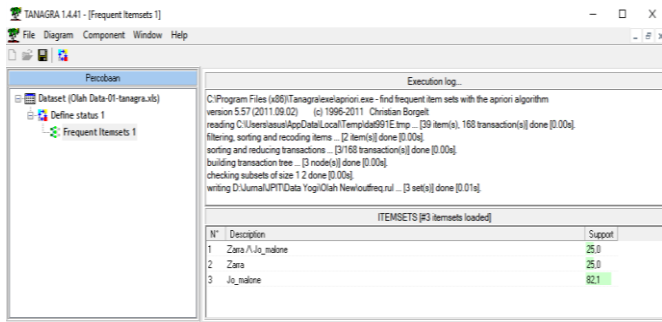 TANAGRA 1.4.41 - [Frequent Itemsets 1]
File Diagram Component Window Help
Percobaan
Dataset (Olah Data-01-tanagra.xls)
Define status 1
Frequent Itemsets 1
Execution log...
C:\Program Files (x86)\Tanagra\exe\apriori.exe - find frequent item sets with the apriori algorithm
version 5.57 (2011.09.02) (c) 1996-2011 Christian Borgelt
reading C:\Users\asus\AppData\Local\Temp\dat991E.tmp ... [39 item(s), 168 transaction(s)] done [0.00s].
filtering, sorting and recoding items ... [2 item(s)] done [0.00s].
sorting and reducing transactions ... [3/168 transaction(s)] done [0.00s].
building transaction tree ... [3 node(s)] done [0.00s].
checking subsets of size 1 2 done [0.00s].
writing D:\Jurnal\JPIT\Data Yogi\Olah New\outfreq.rul ... [3 set(s)] done [0.01s].
ITEMSETS [#3 itemsets loaded]
N° Description Support
1 Zarra /\ Jo_malone 25,0
2 Zarra 25,0
3 Jo_malone 82,1